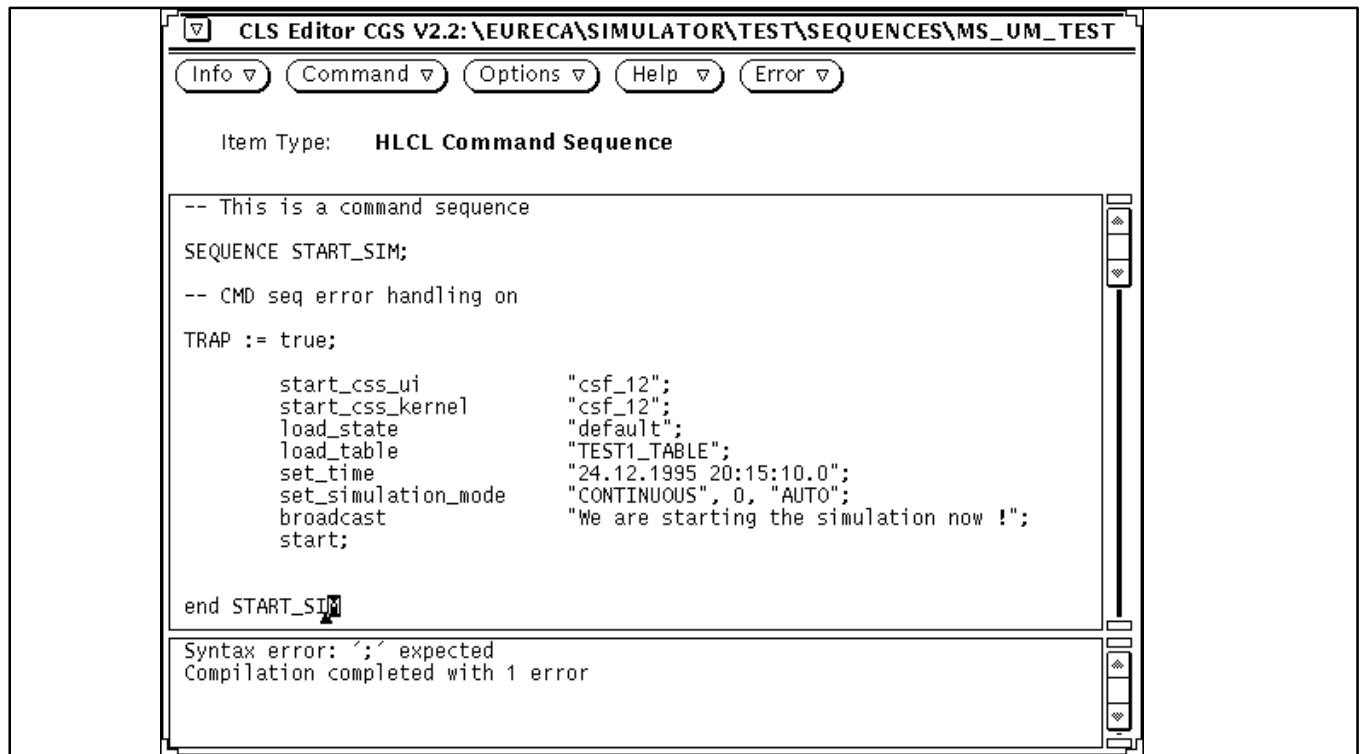 CLS Editor CGS V2.2: \EURECA\SIMULATOR\TEST\SEQUENCES\MS_UM_TEST
Info Command Options Help Error
Item Type: HLCL Command Sequence
-- This is a command sequence
SEQUENCE START_SIM;
-- CMD seq error handling on
TRAP := true;
start_css_ui "csf_12";
start_css_kernel "csf_12";
load_state "default";
load_table "TEST1_TABLE";
set_time "24.12.1995 20:15:10.0";
set_simulation_mode "CONTINUOUS", 0, "AUTO";
broadcast "We are starting the simulation now !";
start;
end START_SIM
Syntax error: ´;´ expected
Compilation completed with 1 error